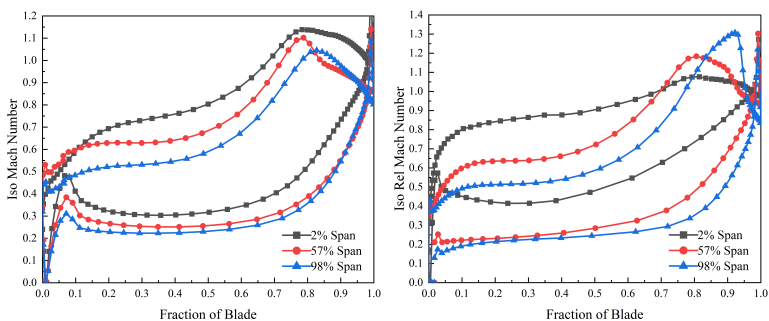 1.2
1.1
1.0
0.9
0.8
0.7
0.6
0.5
0.4
0.3
0.2
0.1
0.0
Iso Mach Number
2% Span
57% Span
98% Span
0.0 0.1 0.2 0.3 0.4 0.5 0.6 0.7 0.8 0.9 1.0
Fraction of Blade
1.4
1.3
1.2
1.1
1.0
0.9
0.8
0.7
0.6
0.5
0.4
0.3
0.2
0.1
0.0
Iso Rel Mach Number
2% Span
57% Span
98% Span
0.0 0.1 0.2 0.3 0.4 0.5 0.6 0.7 0.8 0.9 1.0
Fraction of Blade